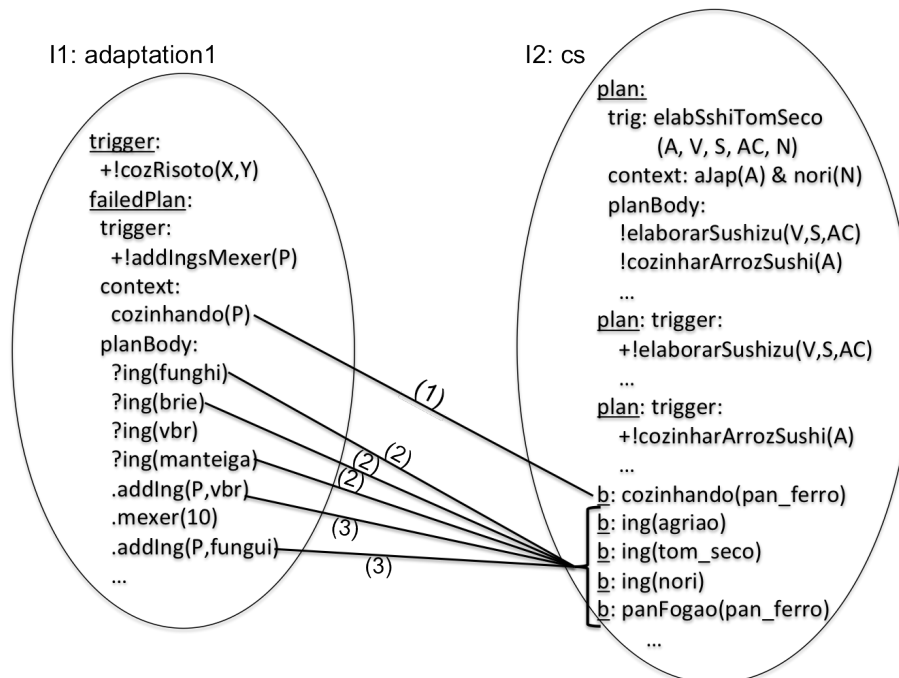 I1: adaptation1
trigger:
+!cozRisoto(X,Y)
failedPlan:
trigger:
+!addIngsMexer(P)
context:
cozinhando(P)
planBody:
?ing(funghi)
?ing(brie)
?ing(vbr)
?ing(manteiga)
.addIng(P,vbr)
.mexer(10)
.addIng(P,fungui)
...
(1)
(2)
(2)
(2)
(3)
(3)
I2: cs
plan:
trig: elabSshiTomSeco
(A, V, S, AC, N)
context: aJap(A) & nori(N)
planBody:
!elaborarSushizu(V,S,AC)
!cozinharArrozSushi(A)
...
plan: trigger:
+!elaborarSushizu(V,S,AC)
...
plan: trigger:
+!cozinharArrozSushi(A)
...
b: cozinhando(pan_ferro)
b: ing(agriao)
b: ing(tom_seco)
b: ing(nori)
b: panFogao(pan_ferro)
...